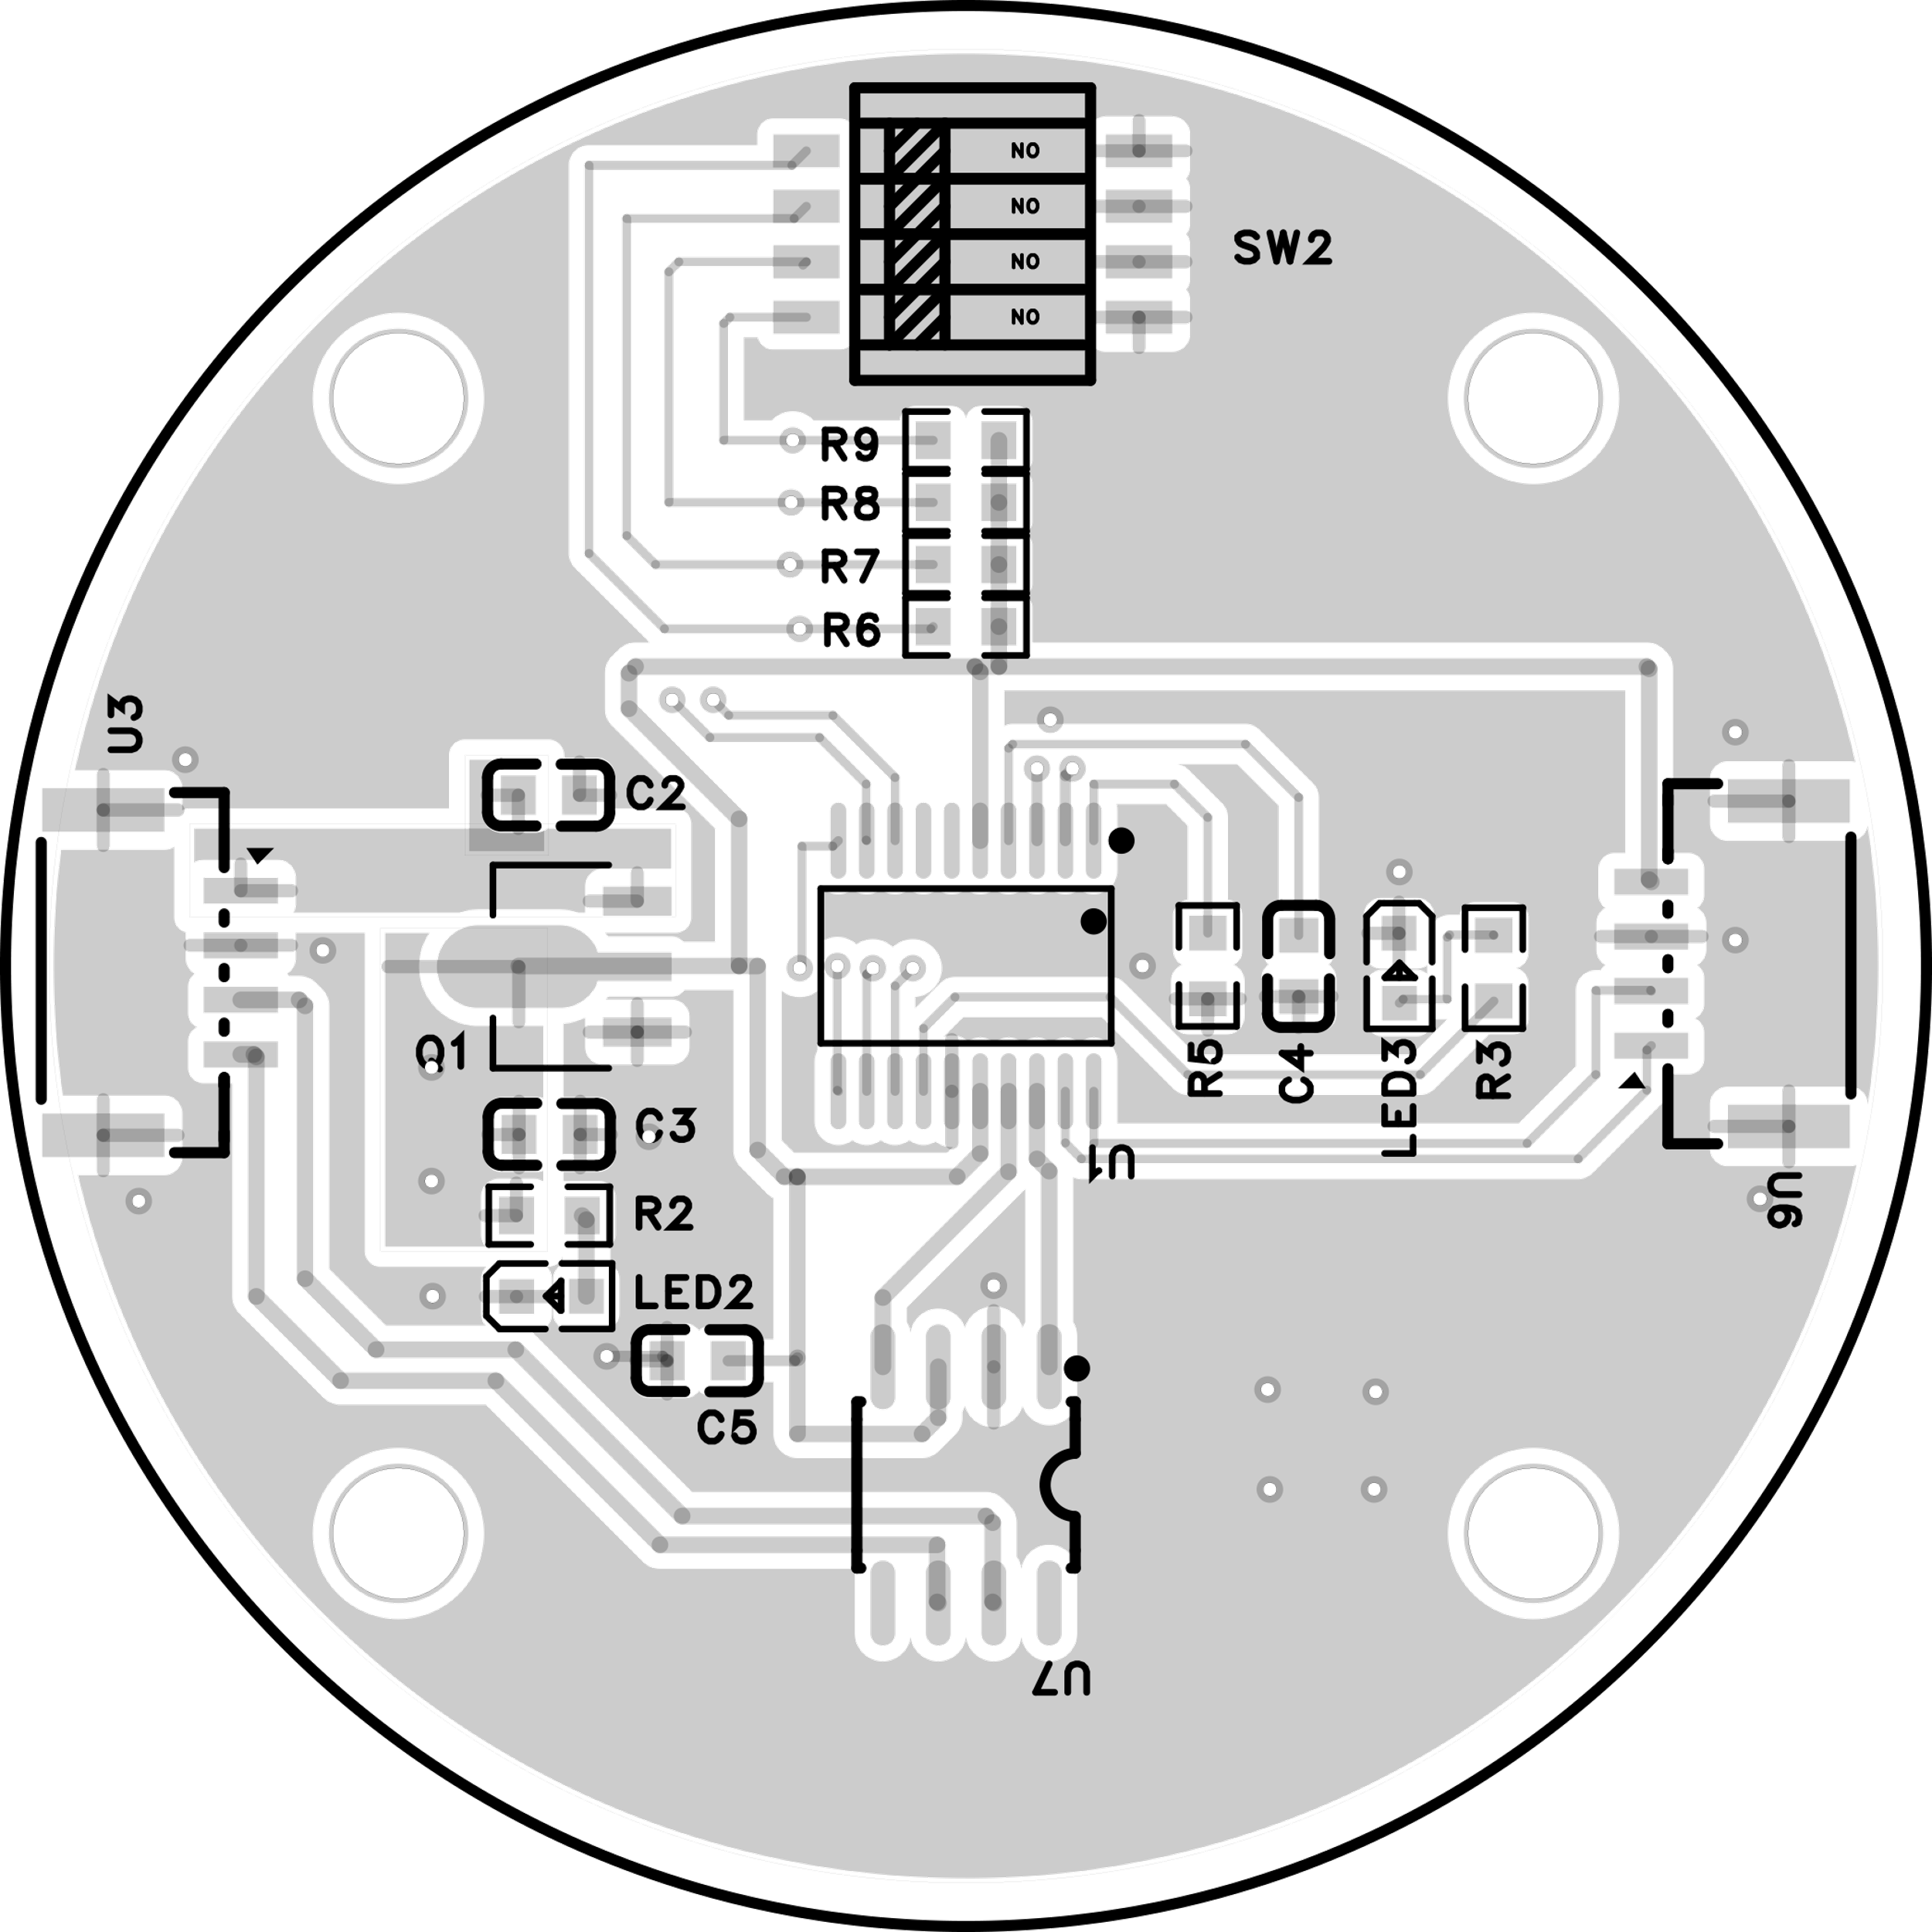 NO
NO
SW2
NO
NO
R9
R8
R7
R6
U3
C2
Q1
R5
C4
LED3
R3
C3
U1
U6
R2
LED2
C5
U7